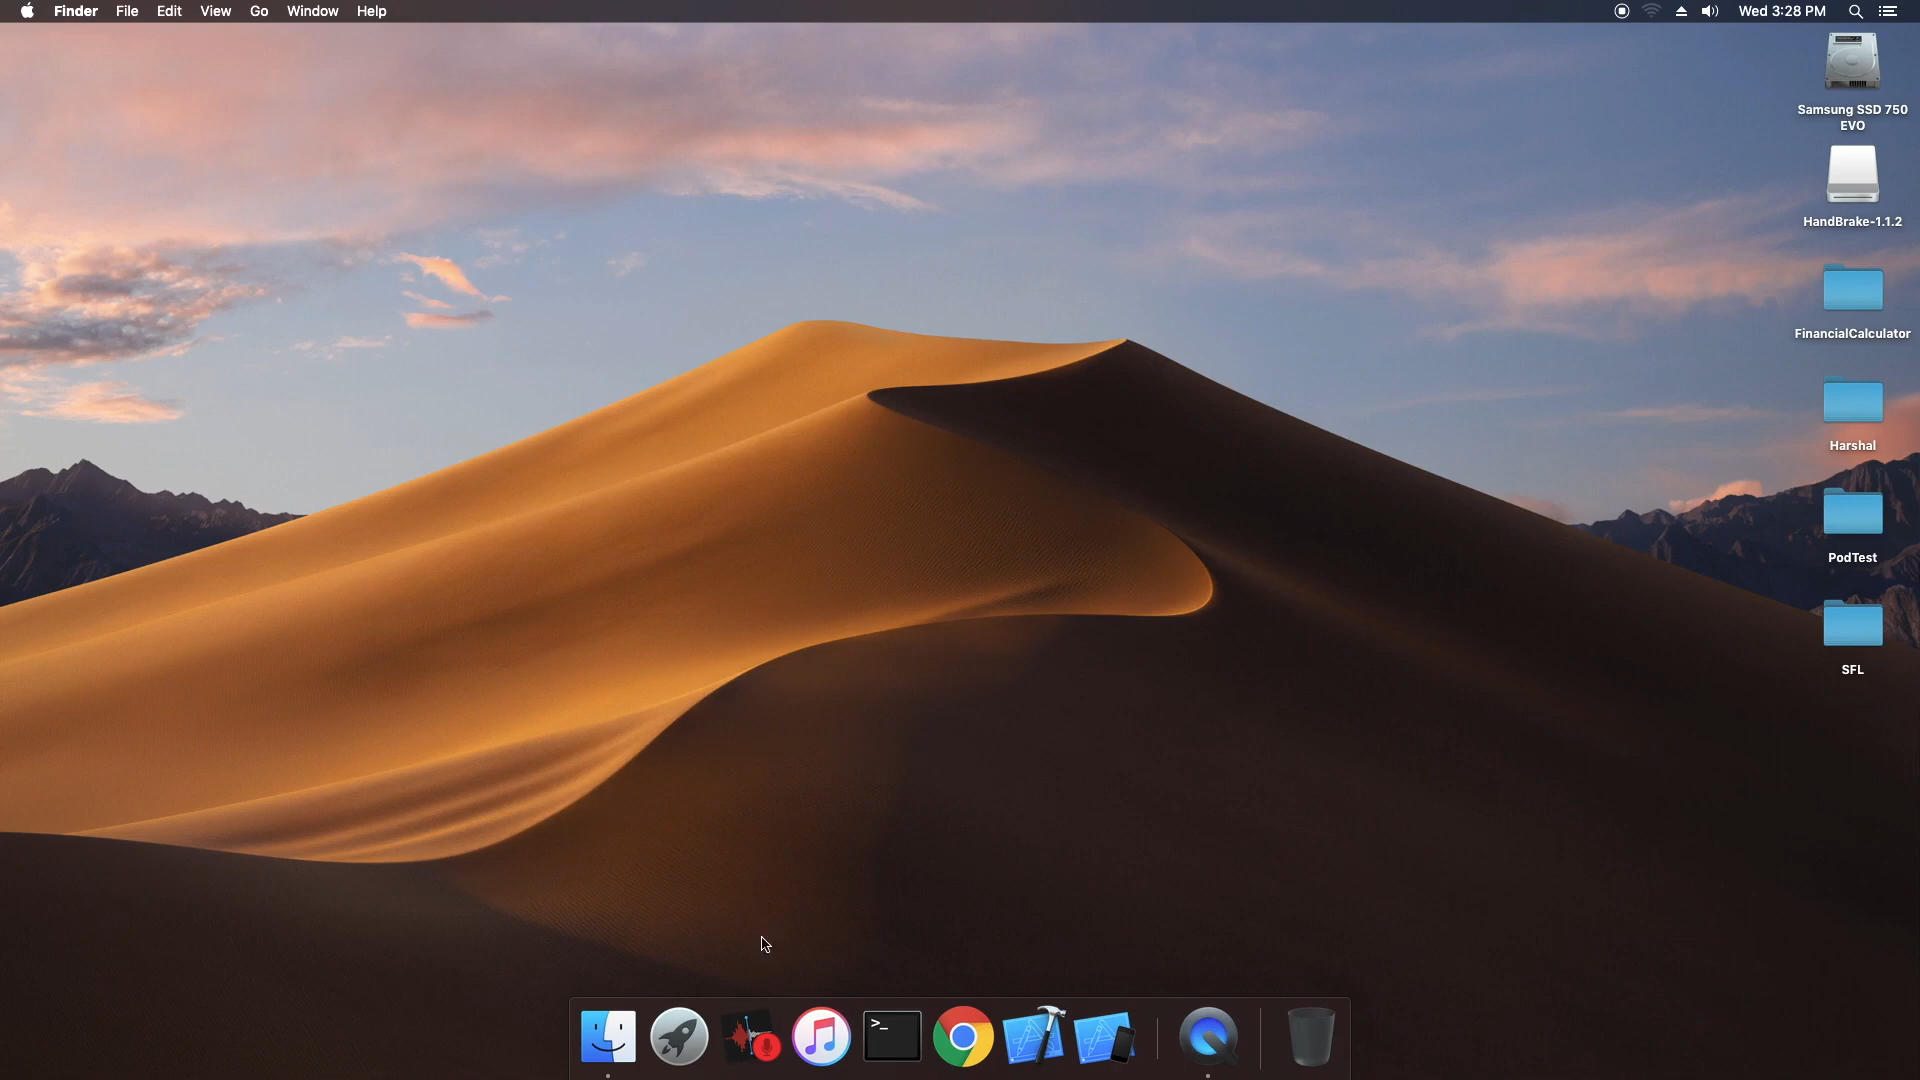 Finder File Edit View Go Window Help Wed 3:28 PM
Samsung SSD 750
EVO
HandBrake-1.1.2
FinancialCalculator
Harshal
PodTest
SFL
>_